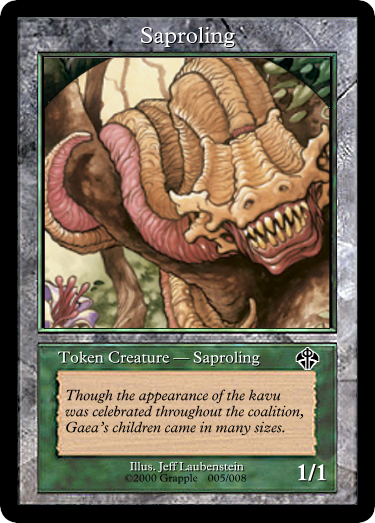 Saproling
Token Creature — Saproling
Though the appearance of the kavu
was celebrated throughout the coalition,
Gaea's children came in many sizes.
Illus. Jeff Laubenstein
©2000 Grapple 005/008
1/1